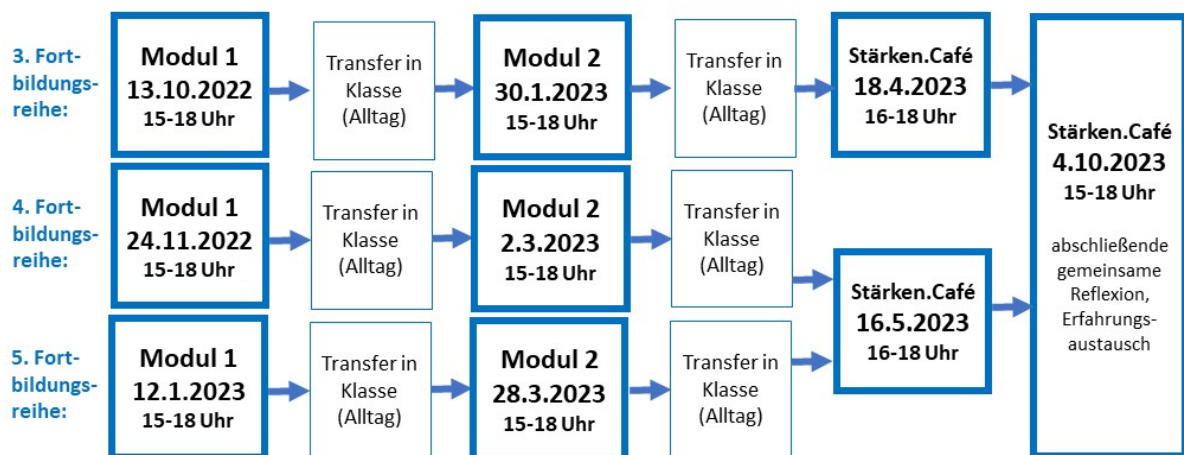 3. Fort-
bildungs-
reihe:
Modul 1
13.10.2022
15-18 Uhr
Transfer in
Klasse
(Alltag)
Modul 2
30.1.2023
15-18 Uhr
Transfer in
Klasse
(Alltag)
Stärken.Café
18.4.2023
16-18 Uhr
4. Fort-
bildungs-
reihe:
Modul 1
24.11.2022
15-18 Uhr
Transfer in
Klasse
(Alltag)
Modul 2
2.3.2023
15-18 Uhr
Transfer in
Klasse
(Alltag)
5. Fort-
bildungs-
reihe:
Modul 1
12.1.2023
15-18 Uhr
Transfer in
Klasse
(Alltag)
Modul 2
28.3.2023
15-18 Uhr
Transfer in
Klasse
(Alltag)
Stärken.Café
16.5.2023
16-18 Uhr
Stärken.Café
4.10.2023
15-18 Uhr
abschließende
gemeinsame
Reflexion,
Erfahrungs-
austausch